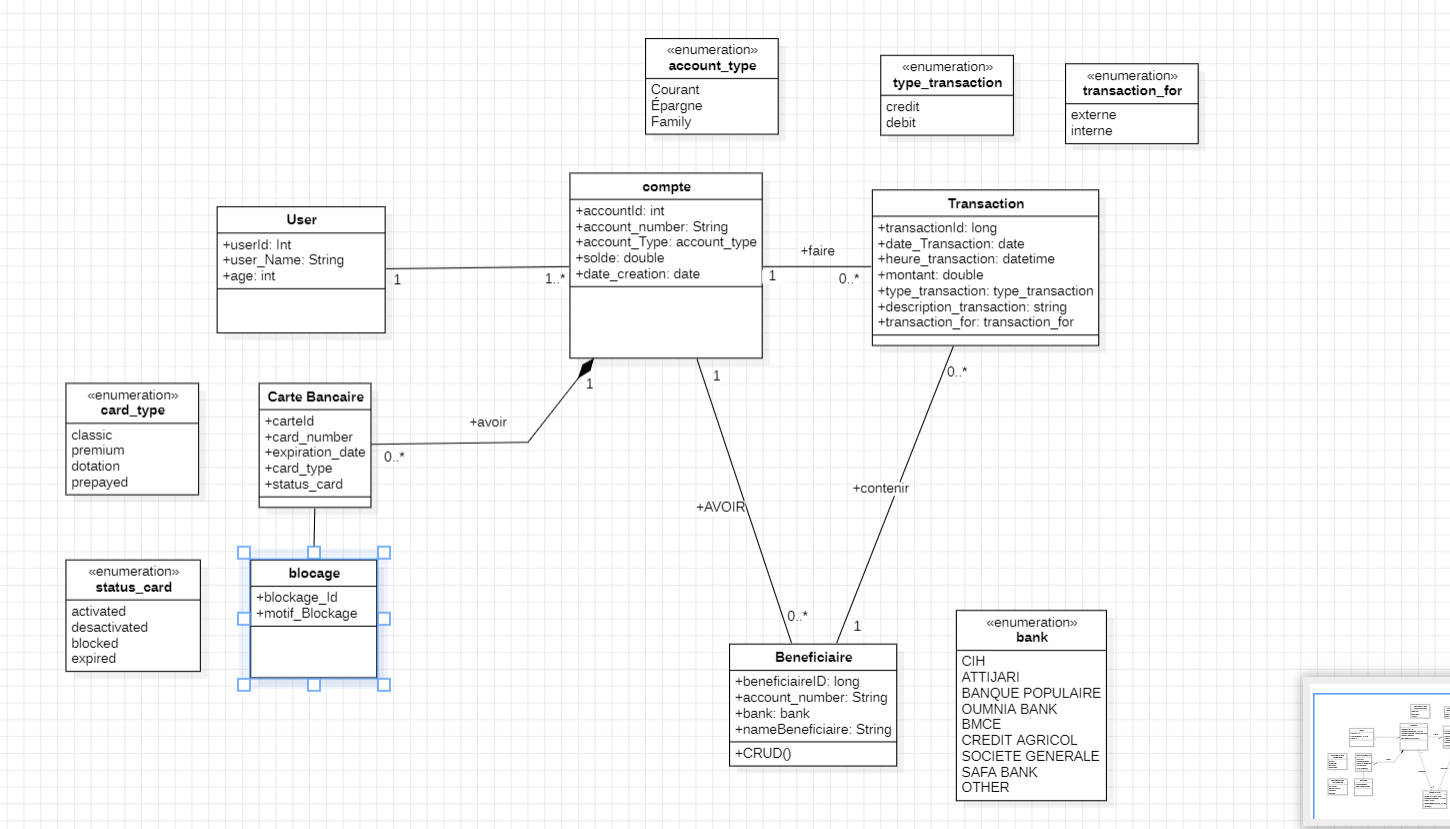 «enumeration»
account_type
Courant
Épargne
Family
«enumeration»
type_transaction
credit
debit
«enumeration»
transaction_for
externe
interne
User
+userId: Int
+user_Name: String
+age: int
1
1..*
compte
+accountId: int
+account_number: String
+account_Type: account_type
+solde: double
+date_creation: date
+faire
1
0..*
Transaction
+transactionId: long
+date_Transaction: date
+heure_transaction: datetime
+montant: double
+type_transaction: type_transaction
+description_transaction: string
+transaction_for: transaction_for
«enumeration»
card_type
classic
premium
dotation
prepayed
Carte Bancaire
+carteId
+card_number
+expiration_date
+card_type
+status_card
+avoir
0..*
1
1
0..*
+AVOIR
+contenir
0..*
1
«enumeration»
status_card
activated
desactivated
blocked
expired
blocage
+blockage_Id
+motif_Blockage
Beneficiaire
+beneficiaireID: long
+account_number: String
+bank: bank
+nameBeneficiaire: String
+CRUD()
«enumeration»
bank
CIH
ATTIJARI
BANQUE POPULAIRE
OUMNIA BANK
BMCE
CREDIT AGRICOL
SOCIETE GENERALE
SAFA BANK
OTHER